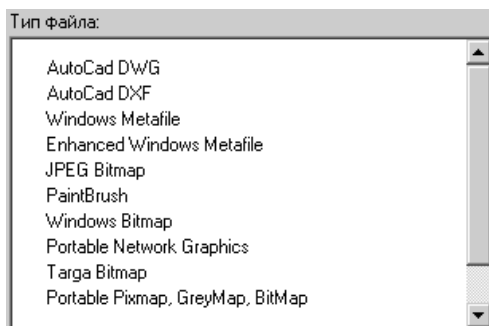 Тип файла:
AutoCad DWG
AutoCad DXF
Windows Metafile
Enhanced Windows Metafile
JPEG Bitmap
PaintBrush
Windows Bitmap
Portable Network Graphics
Targa Bitmap
Portable Pixmap, GreyMap, BitMap